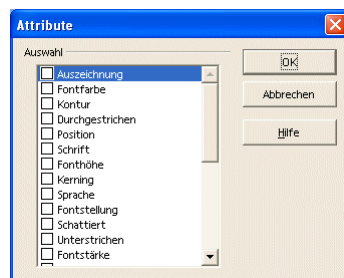 Attribute
Auswahl
Auszeichnung
Fontfarbe
Kontur
Durchgestrichen
Position
Schrift
Fonthöhe
Kerning
Sprache
Fontstellung
Schattiert
Unterstrichen
Fontstärke
OK
Abbrechen
Hilfe